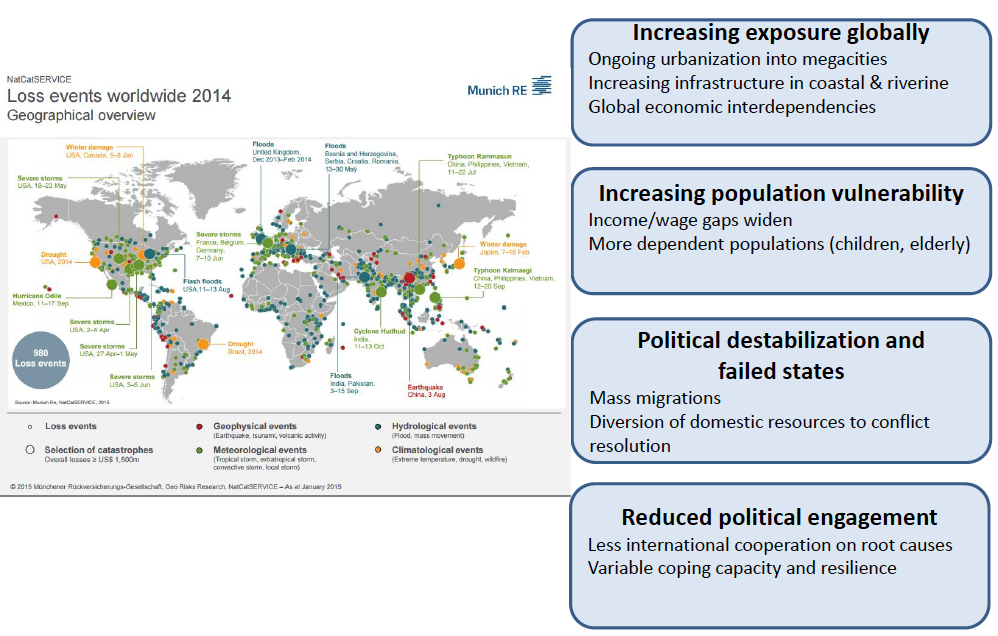 NatCatSERVICE
Loss events worldwide 2014
Geographical overview
Munich RE
Winter damage
USA, Canada, 5–8 Jan
Severe storms
USA, 18–23 May
Drought
USA, 2014
Hurricane Odile
Mexico, 11–17 Sep
Severe storms
USA, 2–4 Apr
Severe storms
USA, 27 Apr–1 May
Severe storms
USA, 3–5 Jun
Flash floods
USA,11–13 Aug
Drought
Brazil, 2014
Floods
United Kingdom,
Dec 2013–Feb 2014
Severe storms
France, Belgium,
Germany,
7–10 Jun
Floods
Bosnia and Herzegovina,
Serbia, Croatia, Romania,
13–30 May
Typhoon Rammasun
China, Philippines, Vietnam,
11–22 Jul
Winter damage
Japan, 7–16 Feb
Typhoon Kalmaegi
China, Philippines, Vietnam,
12–20 Sep
Cyclone Hudhud
India,
11–13 Oct
Floods
India, Pakistan,
3–15 Sep
Earthquake
China, 3 Aug
980
Loss events
Source: Munich Re, NatCatSERVICE, 2015
Loss events
Selection of catastrophes
Overall losses ≥ US$ 1,500m
Geophysical events
(Earthquake, tsunami, volcanic activity)
Meteorological events
(Tropical storm, extratropical storm,
convective storm, local storm)
Hydrological events
(Flood, mass movement)
Climatological events
(Extreme temperature, drought, wildfire)
© 2015 Münchener Rückversicherungs-Gesellschaft, Geo Risks Research, NatCatSERVICE – As at January 2015
Increasing exposure globally
Ongoing urbanization into megacities
Increasing infrastructure in coastal & riverine
Global economic interdependencies
Increasing population vulnerability
Income/wage gaps widen
More dependent populations (children, elderly)
Political destabilization and
failed states
Mass migrations
Diversion of domestic resources to conflict
resolution
Reduced political engagement
Less international cooperation on root causes
Variable coping capacity and resilience